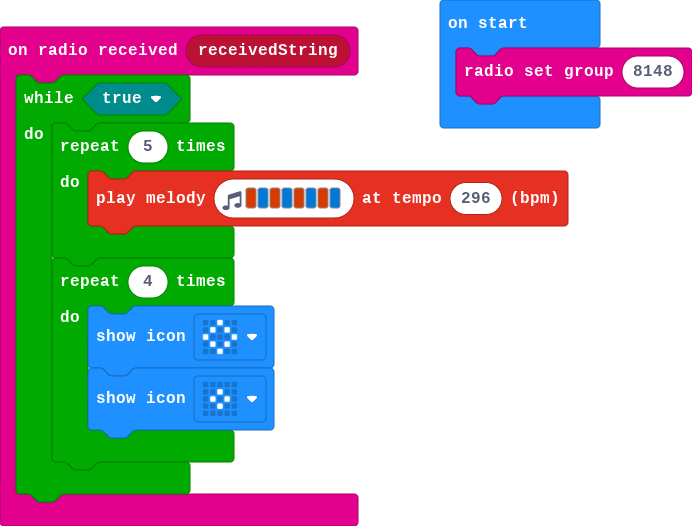 on radio received receivedString
while true
do
repeat 5 times
do
play melody at tempo 296 (bpm)
repeat 4 times
do
show icon
show icon
on start
radio set group 8148